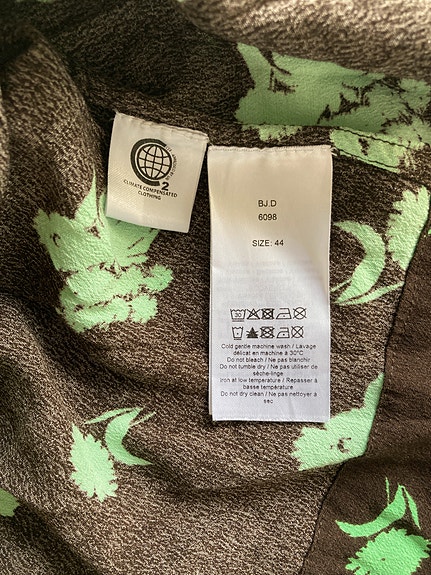 2
CLIMATE COMPENSATED
CLOTHING
BJ.D
6098
SIZE: 44
30
Cold gentle machine wash / Lavage
délicat en machine à 30°C
Do not bleach / Ne pas blanchir
Do not tumble dry / Ne pas utiliser de
sèche-linge
Iron at low temperature / Repasser à
basse température
Do not dry clean / Ne pas nettoyer à
sec